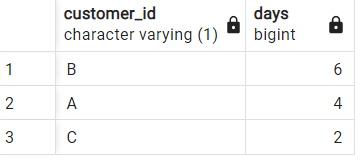 customer_id days
character varying (1) bigint
1 B 6
2 A 4
3 C 2